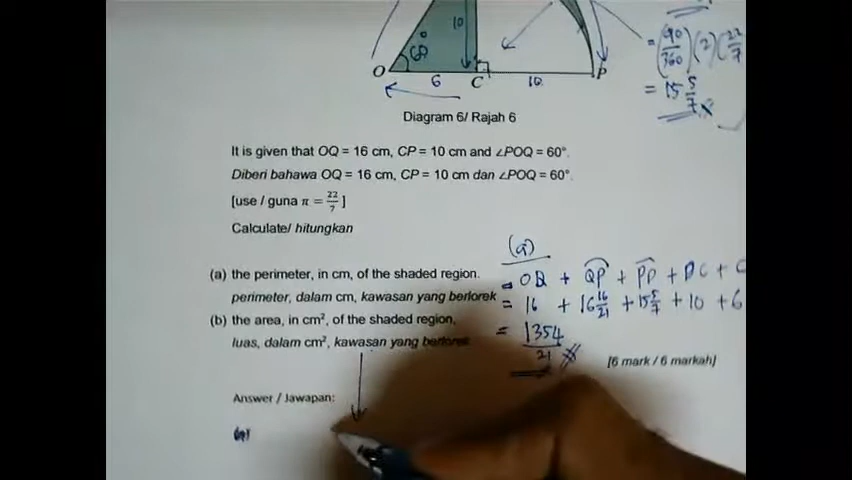 10
60°
O 6 C 10 P
= (90/360)(2)(22/7
= 15 5/7
Diagram 6/ Rajah 6
It is given that OQ = 16 cm, CP = 10 cm and ∠POQ = 60°.
Diberi bahawa OQ = 16 cm, CP = 10 cm dan ∠POQ = 60°.
[use / guna π = 22/7 ]
Calculate/ hitungkan
(a)
(a) the perimeter, in cm, of the shaded region.
= OQ + QP + PD + DC + C
perimeter, dalam cm, kawasan yang berlorek
= 16 + 16 16/21 + 15 5/7 + 10 + 6
(b) the area, in cm², of the shaded region,
= 1354/21
luas, dalam cm², kawasan yang berlorek.
[6 mark / 6 markah]
Answer / Jawapan: